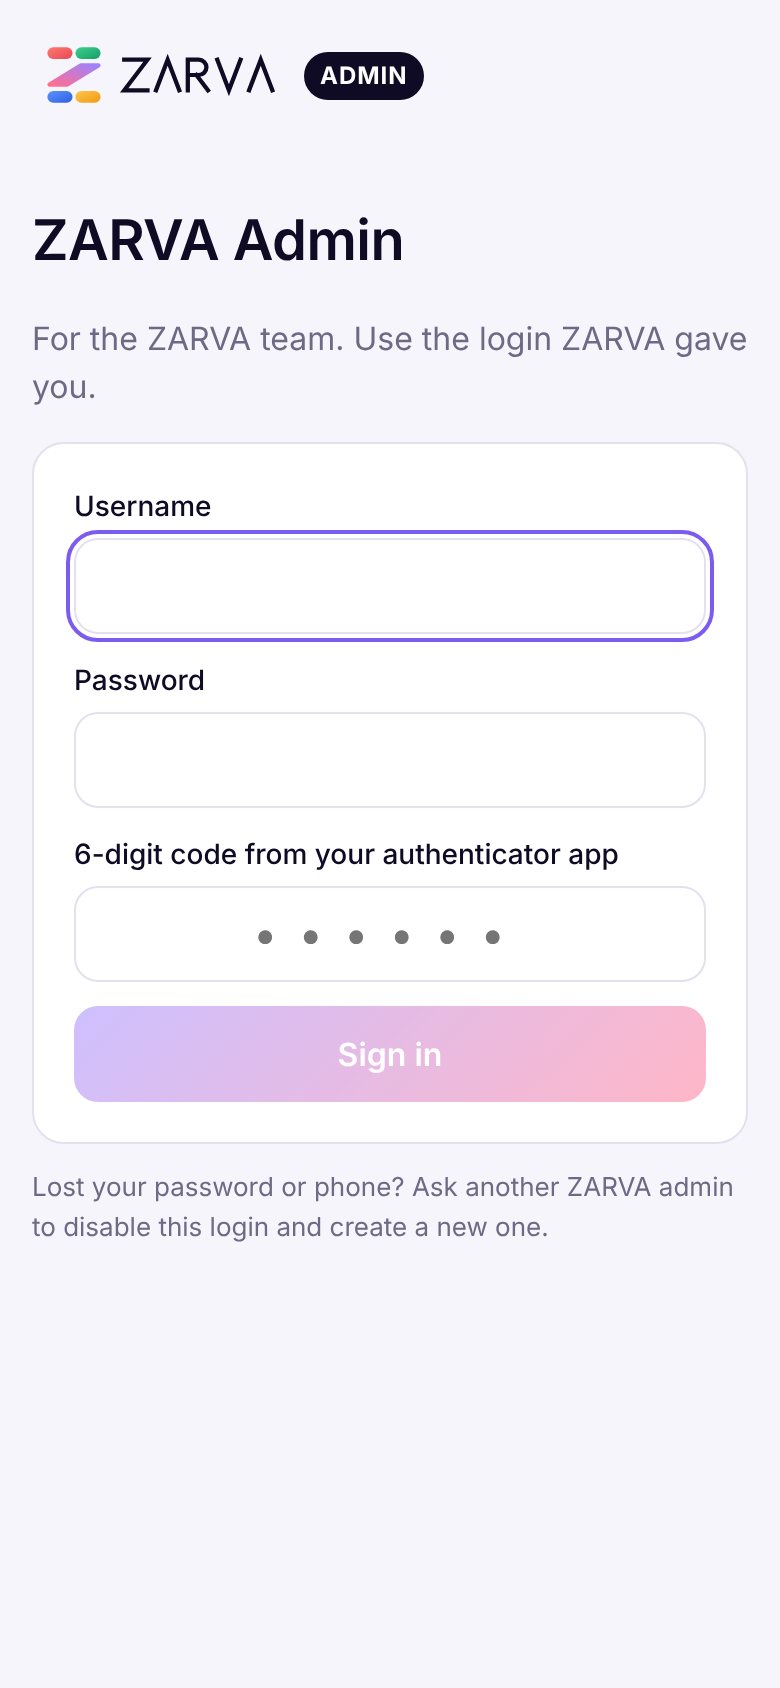 ZARVA ADMIN
ZARVA Admin
For the ZARVA team. Use the login ZARVA gave
you.
Username
Password
6-digit code from your authenticator app
••••••
Sign in
Lost your password or phone? Ask another ZARVA admin
to disable this login and create a new one.